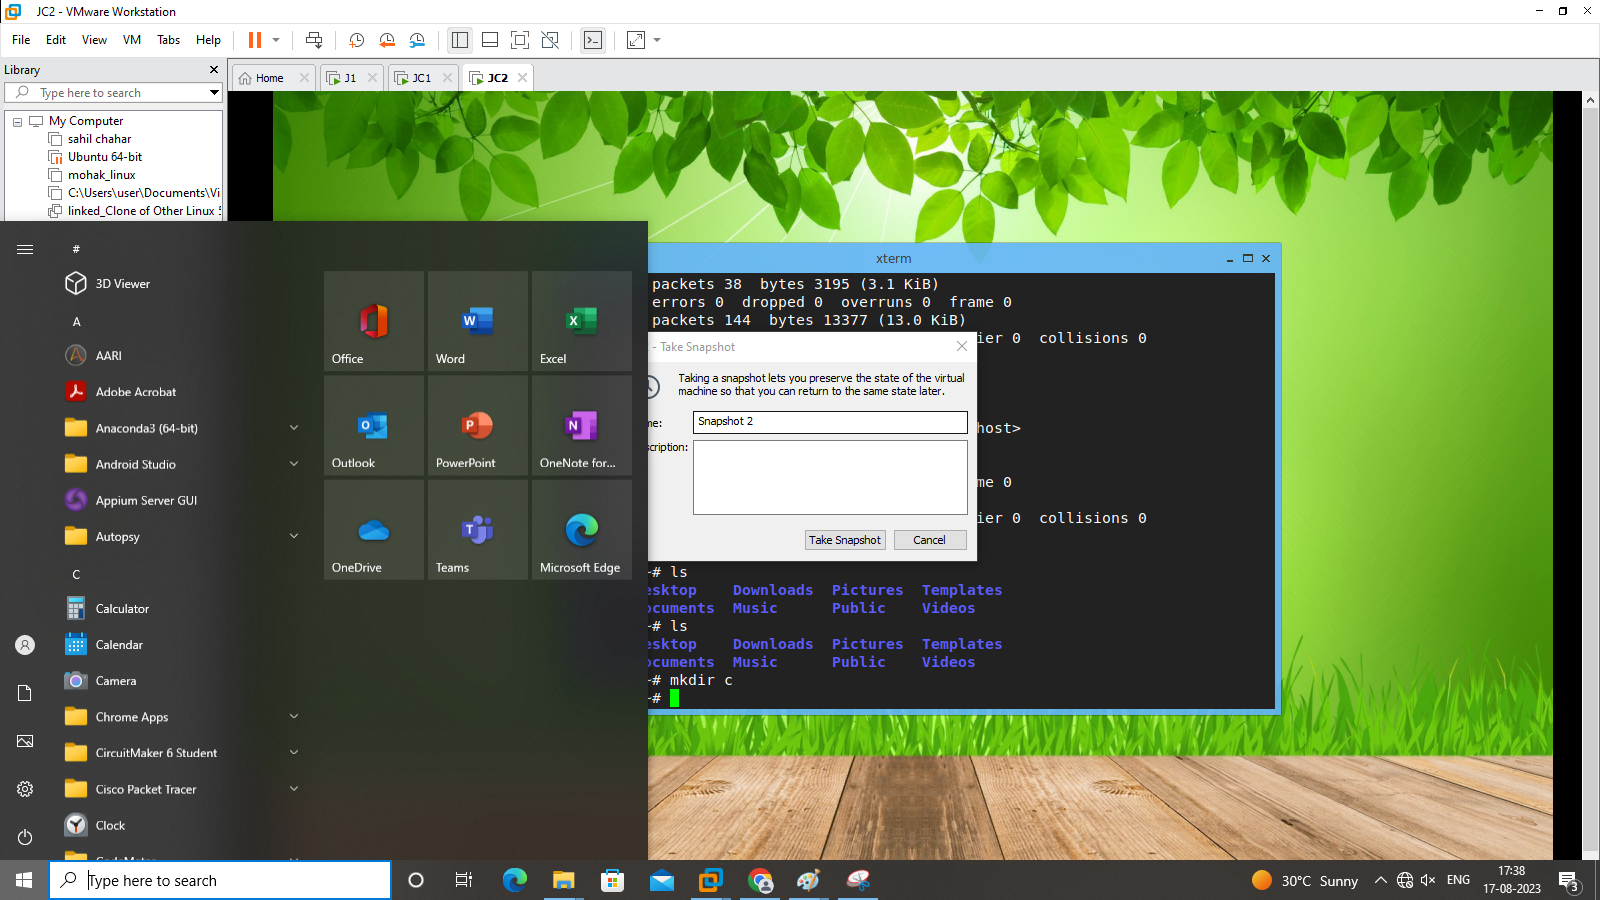 JC2 - VMware Workstation
File Edit View VM Tabs Help
Library
Home J1 JC1 JC2
Type here to search
My Computer
sahil chahar
Ubuntu 64-bit
mohak_linux
C:\Users\user\Documents\Vi
linked_Clone of Other Linux 5
#
3D Viewer
A
AARI
Adobe Acrobat
Anaconda3 (64-bit)
Android Studio
Appium Server GUI
Autopsy
C
Calculator
Calendar
Camera
Chrome Apps
CircuitMaker 6 Student
Cisco Packet Tracer
Clock
Office Word Excel
Outlook PowerPoint OneNote for...
OneDrive Teams Microsoft Edge
xterm
packets 38 bytes 3195 (3.1 KiB)
errors 0 dropped 0 overruns 0 frame 0
packets 144 bytes 13377 (13.0 KiB)
ier 0 collisions 0
host>
me 0
ier 0 collisions 0
~# ls
esktop Downloads Pictures Templates
ocuments Music Public Videos
~# ls
esktop Downloads Pictures Templates
ocuments Music Public Videos
~# mkdir c
~#
- Take Snapshot
Taking a snapshot lets you preserve the state of the virtual
machine so that you can return to the same state later.
me: Snapshot 2
scription:
Take Snapshot Cancel
Type here to search
30°C Sunny
ENG
17:38
17-08-2023
3